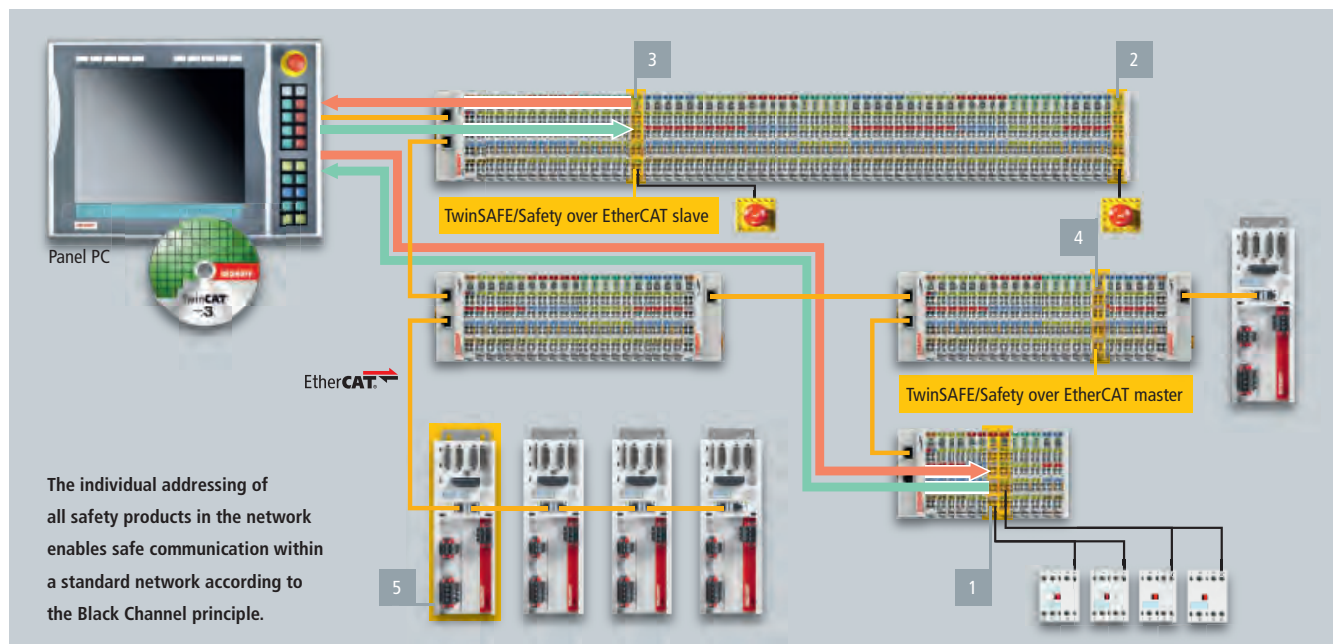 3
2
TwinSAFE/Safety over EtherCAT slave
4
Panel PC
TwinCAT
3
EtherCAT
TwinSAFE/Safety over EtherCAT master
The individual addressing of
all safety products in the network
enables safe communication within
a standard network according to
the Black Channel principle.
5
1